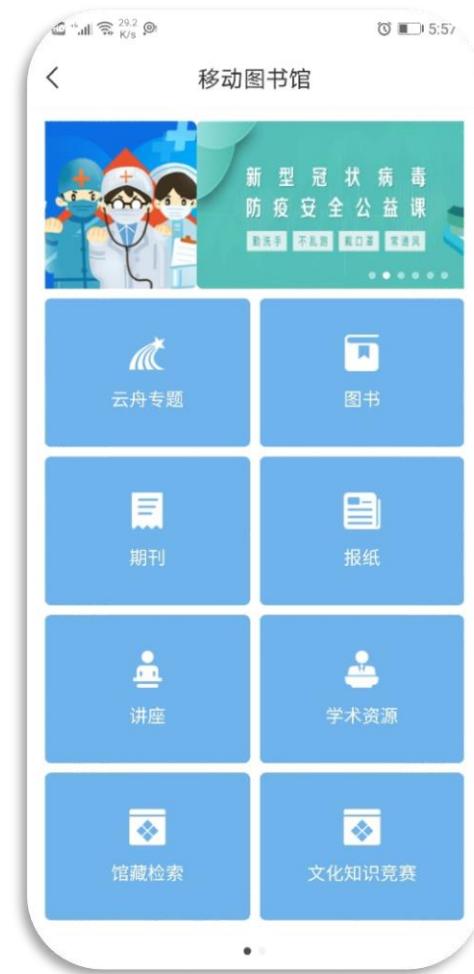 29.2
K/s
5:57
移动图书馆
新型冠状病毒
防疫安全公益课
勤洗手 不乱跑 戴口罩 常通风
云舟专题
图书
期刊
报纸
讲座
学术资源
馆藏检索
文化知识竞赛